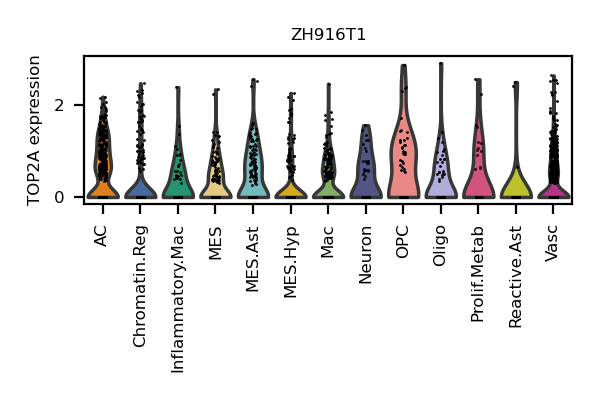 ZH916T1
TOP2A expression
2
0
AC
Chromatin.Reg
Inflammatory.Mac
MES
MES.Ast
MES.Hyp
Mac
Neuron
OPC
Oligo
Prolif.Metab
Reactive.Ast
Vasc